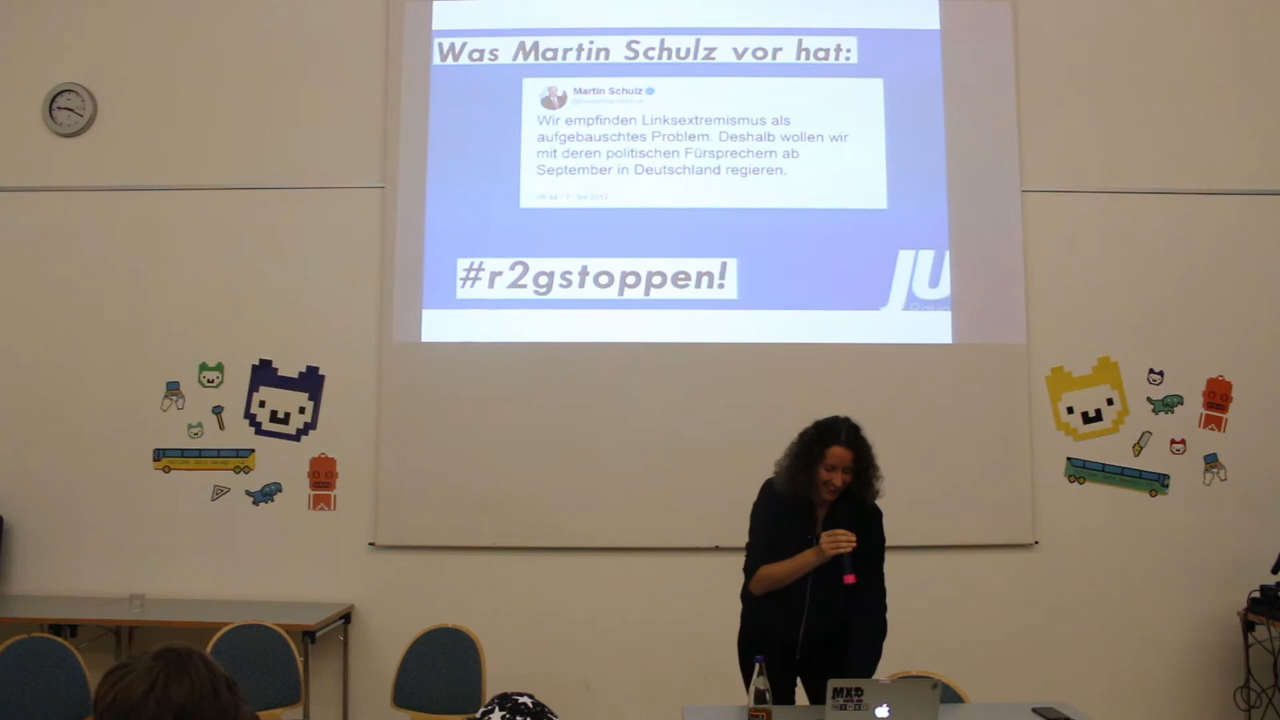 Was Martin Schulz vor hat:
Martin Schulz
Wir empfinden Linksextremismus als
aufgebauschtes Problem. Deshalb wollen wir
mit deren politischen Fürsprechern ab
September in Deutschland regieren.
#r2gstoppen!
JU